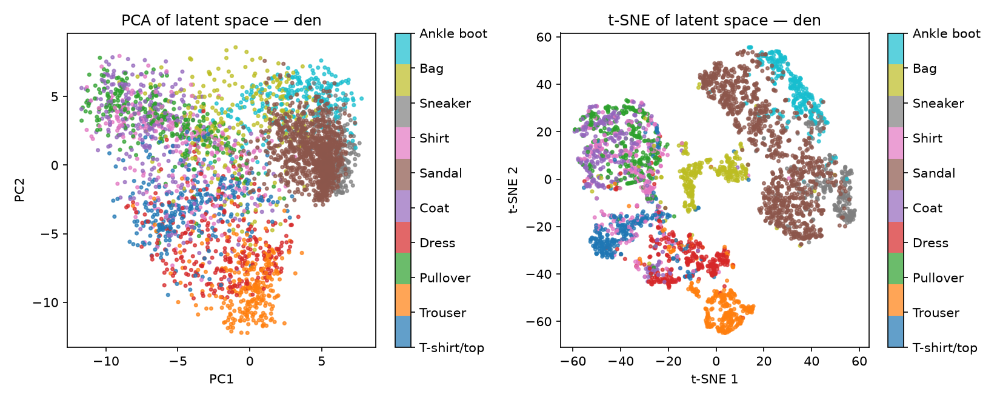 PCA of latent space — den
5
0
−5
−10
PC2
−10
−5
0
5
PC1
Ankle boot
Bag
Sneaker
Shirt
Sandal
Coat
Dress
Pullover
Trouser
T-shirt/top
t-SNE of latent space — den
60
40
20
0
−20
−40
−60
t-SNE 2
−60
−40
−20
0
20
40
60
t-SNE 1
Ankle boot
Bag
Sneaker
Shirt
Sandal
Coat
Dress
Pullover
Trouser
T-shirt/top